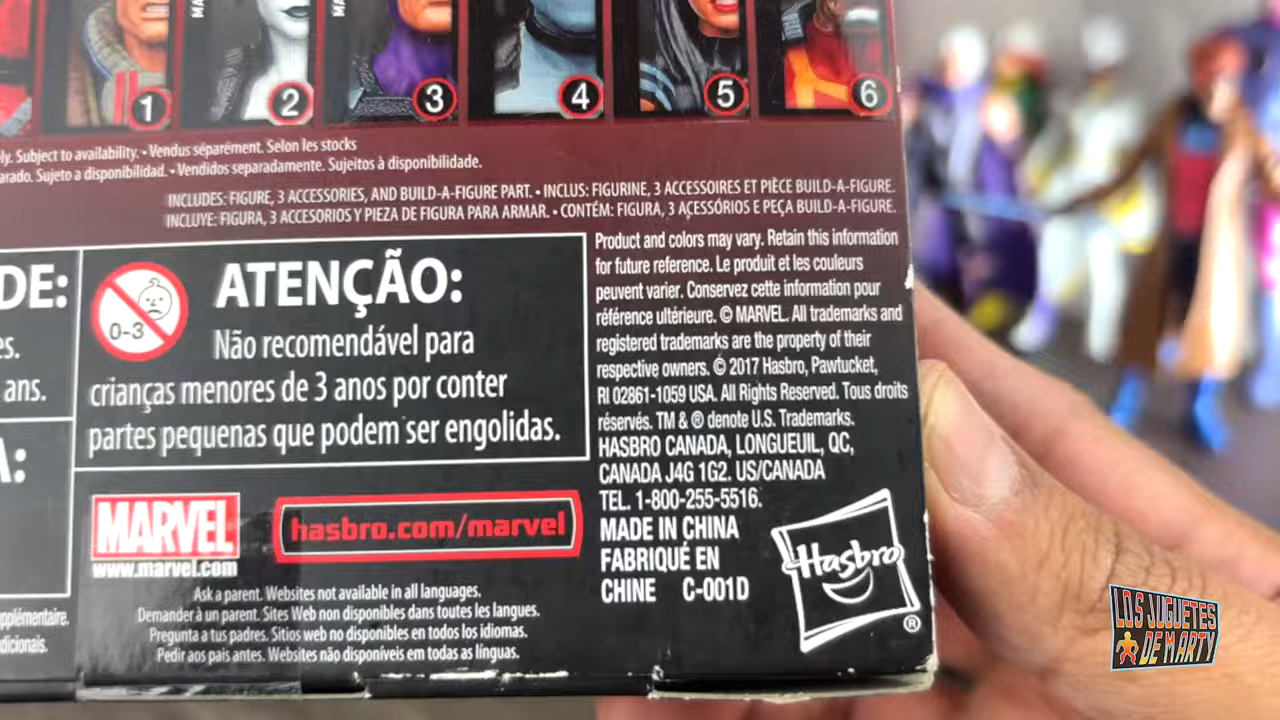 MA
MA
1
2
3
4
5
6
ly. Subject to availability. • Vendus séparément. Selon les stocks
arado. Sujeto a disponibilidad. • Vendidos separadamente. Sujeitos à disponibilidade.
INCLUDES: FIGURE, 3 ACCESSORIES, AND BUILD-A-FIGURE PART. • INCLUS: FIGURINE, 3 ACCESSOIRES ET PIÈCE BUILD-A-FIGURE.
INCLUYE: FIGURA, 3 ACCESORIOS Y PIEZA DE FIGURA PARA ARMAR. • CONTÉM: FIGURA, 3 AÇESSÓRIOS E PEÇA BUILD-A-FIGURE.
DE:
es.
ans.
A:
pplémentaire.
dicionais.
0-3
ATENÇÃO:
Não recomendável para
crianças menores de 3 anos por conter
partes pequenas que podem ser engolidas.
MARVEL
www.marvel.com
hasbro.com/marvel
Ask a parent. Websites not available in all languages.
Demander à un parent. Sites Web non disponibles dans toutes les langues.
Pregunta a tus padres. Sitios web no disponibles en todos los idiomas.
Pedir aos pais antes. Websites não disponíveis em todas as línguas.
Product and colors may vary. Retain this information
for future reference. Le produit et les couleurs
peuvent varier. Conservez cette information pour
référence ultérieure. © MARVEL. All trademarks and
registered trademarks are the property of their
respective owners. © 2017 Hasbro, Pawtucket,
RI 02861-1059 USA. All Rights Reserved. Tous droits
réservés. TM & ® denote U.S. Trademarks.
HASBRO CANADA, LONGUEUIL, QC,
CANADA J4G 1G2. US/CANADA
TEL. 1-800-255-5516.
MADE IN CHINA
FABRIQUÉ EN
CHINE C-001D
Hasbro
®
LOS JUGUETES
DE MARTY